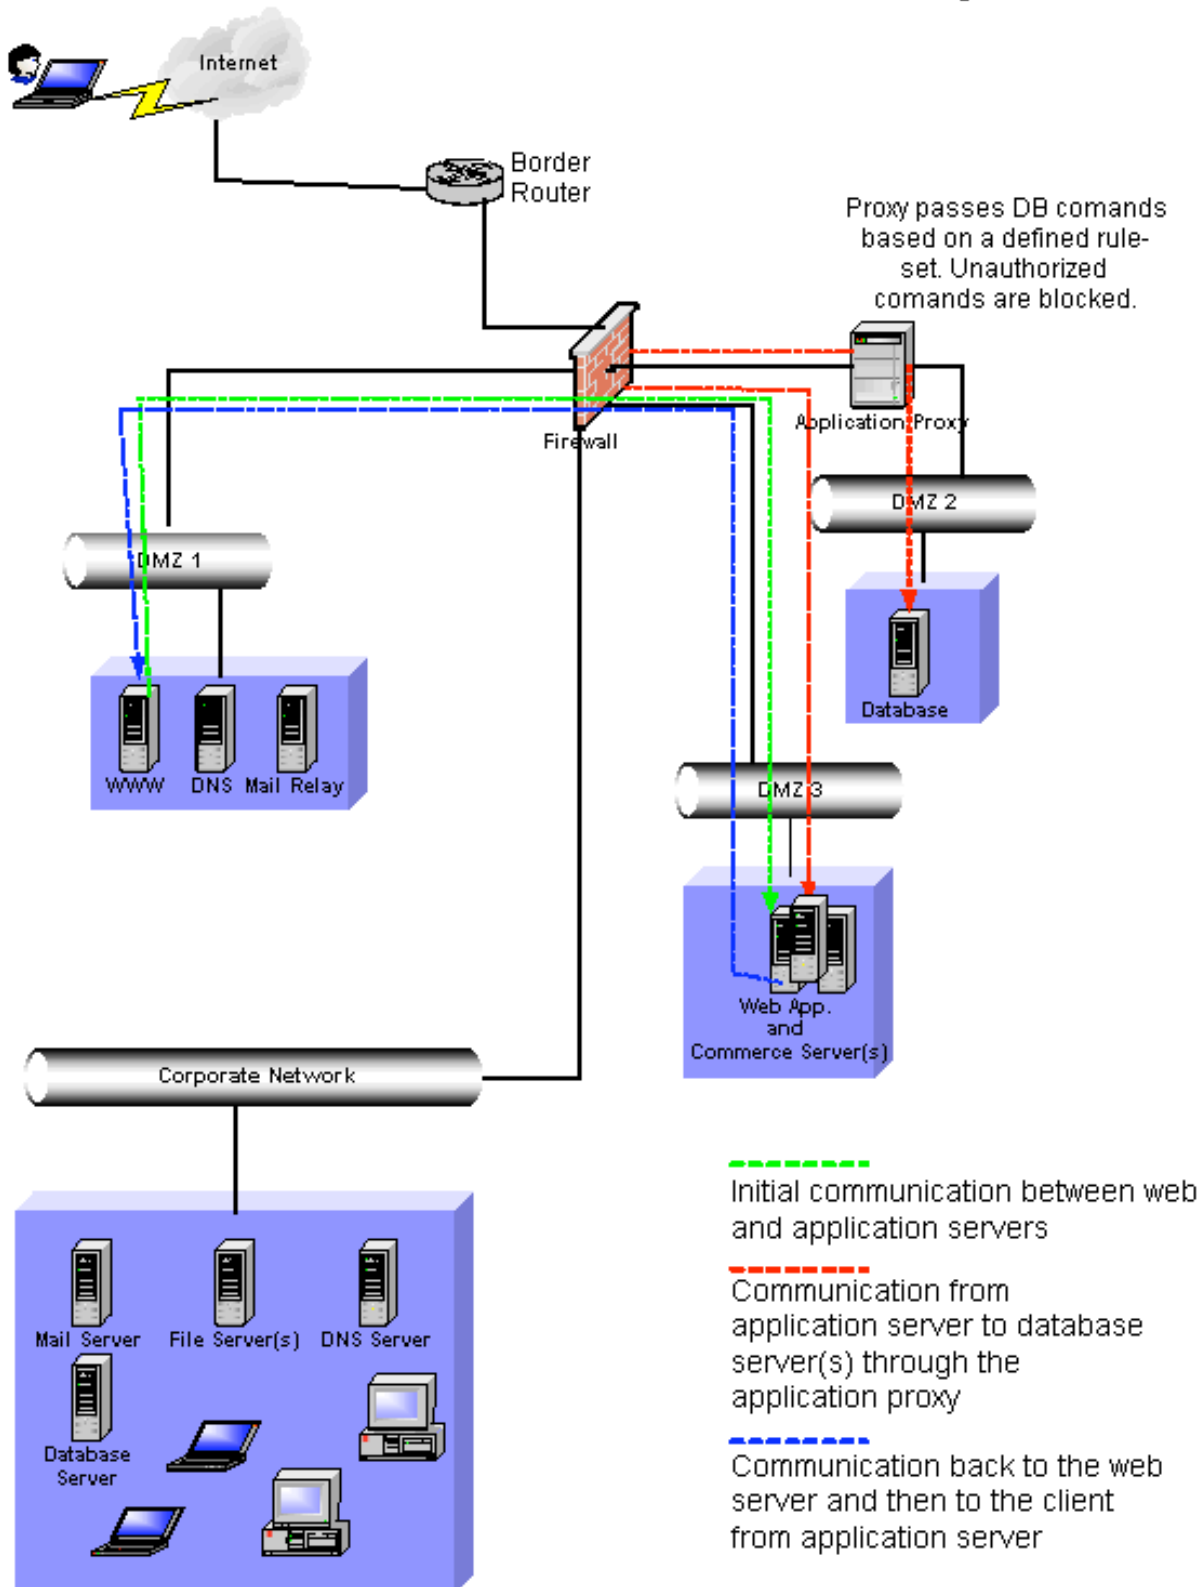 Internet
Border
Router
Proxy passes DB comands
based on a defined rule-
set. Unauthorized
comands are blocked.
Application Proxy
Firewall
DMZ 2
DMZ 1
Database
WWW
DNS
Mail Relay
DMZ 3
Web App.
and
Commerce Server(s)
Corporate Network
Initial communication between web
and application servers
Communication from
application server to database
server(s) through the
application proxy
Communication back to the web
server and then to the client
from application server
Mail Server
File Server(s)
DNS Server
Database
Server